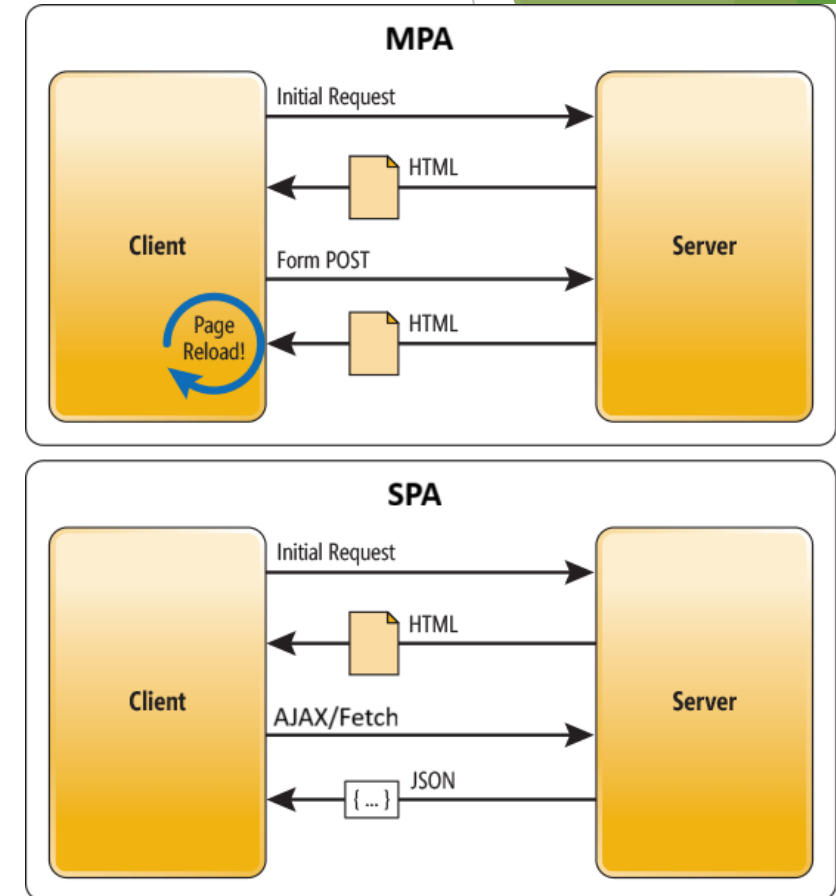 MPA
Initial Request
HTML
Client
Server
Form POST
HTML
Page
Reload!
SPA
Initial Request
HTML
Client
Server
AJAX/Fetch
JSON
{ ... }